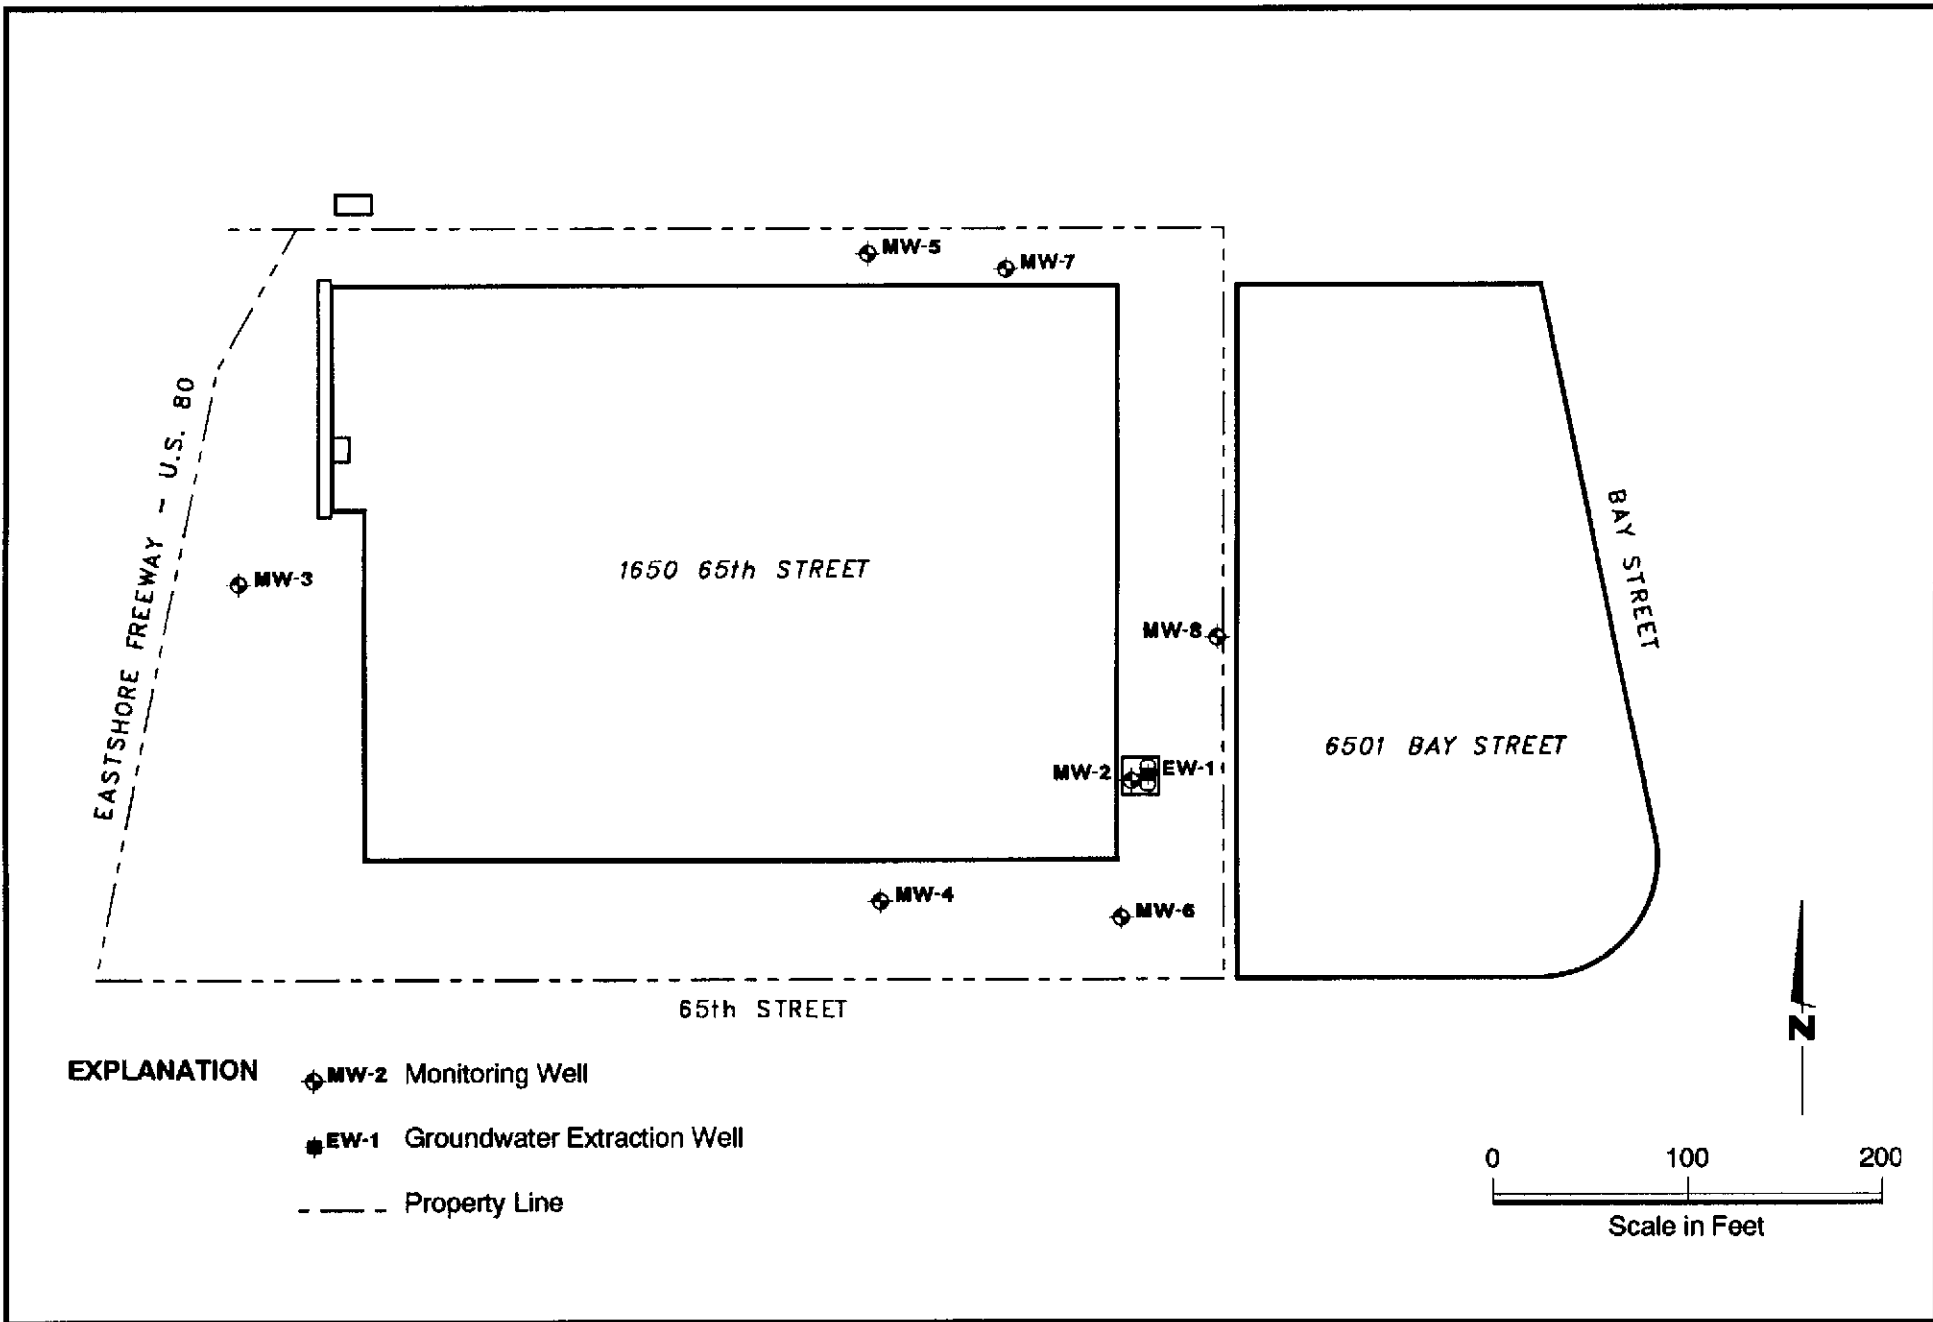 MW-5
MW-7
EASTSHORE FREEWAY - U.S. 80
MW-3
1650 65th STREET
BAY STREET
MW-8
6501 BAY STREET
MW-2
EW-1
MW-4
MW-6
65th STREET
N
EXPLANATION
MW-2 Monitoring Well
EW-1 Groundwater Extraction Well
Property Line
0 100 200
Scale in Feet